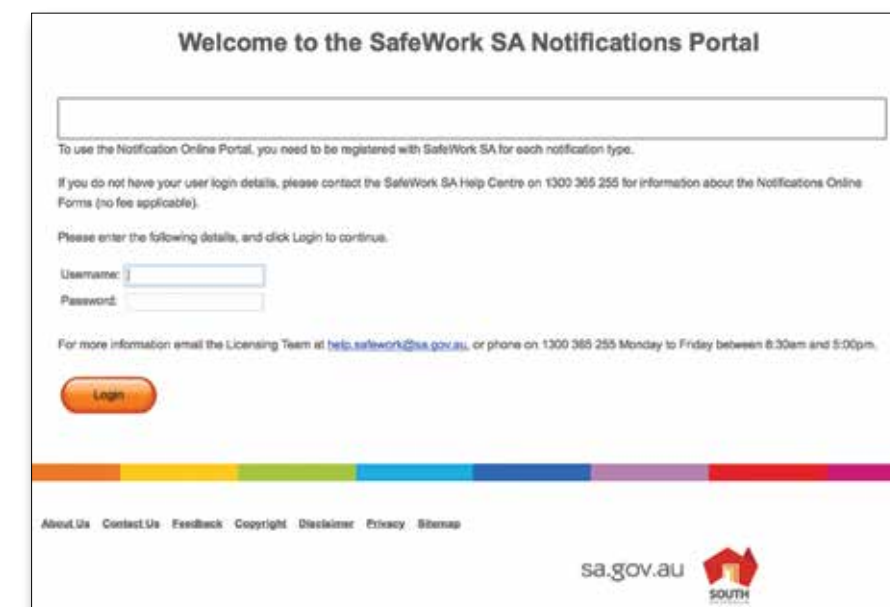 Welcome to the SafeWork SA Notifications Portal
To use the Notification Online Portal, you need to be registered with SafeWork SA for each notification type.
If you do not have your user login details, please contact the SafeWork SA Help Centre on 1300 365 255 for information about the Notifications Online
Forms (no fee applicable).
Please enter the following details, and click Login to continue.
Username:
Password:
For more information email the Licensing Team at help.safework@sa.gov.au, or phone on 1300 365 255 Monday to Friday between 8:30am and 5:00pm.
Login
About Us Contact Us Feedback Copyright Disclaimer Privacy Sitemap
sa.gov.au
SOUTH